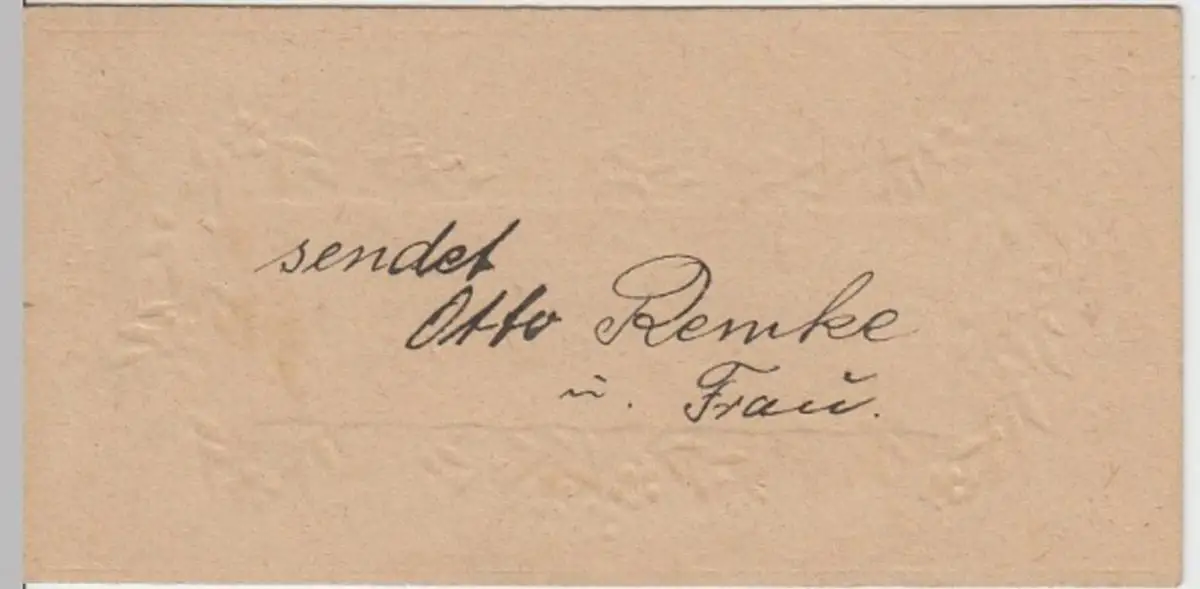 sendet
Otto Remke
u. Frau.